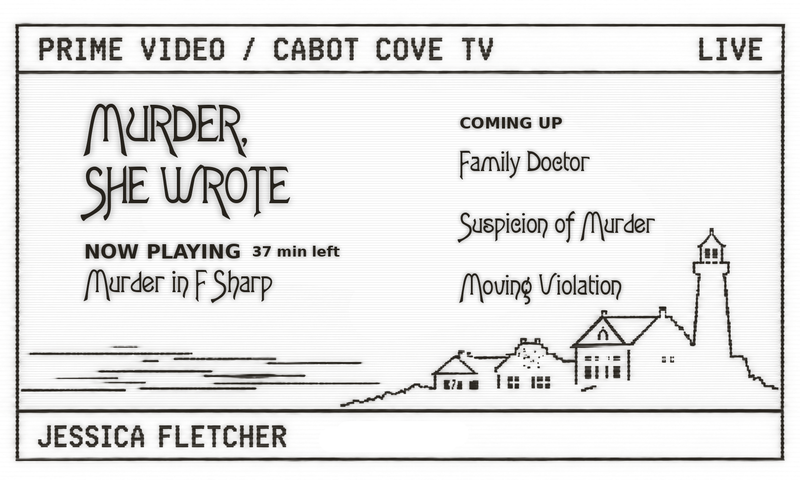 PRIME VIDEO / CABOT COVE TV LIVE
MURDER,
SHE WROTE
NOW PLAYING 37 min left
Murder in F Sharp
COMING UP
Family Doctor
Suspicion of Murder
Moving Violation
JESSICA FLETCHER